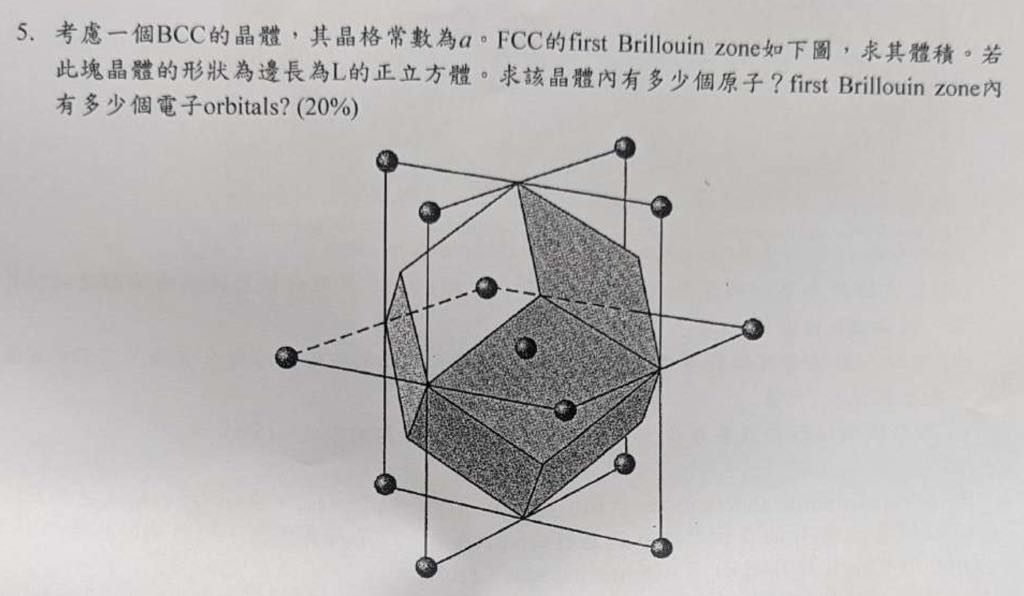 5. 考慮一個BCC的晶體,其晶格常數為a。FCC的first Brillouin zone如下圖,求其體積。若
此塊晶體的形狀為邊長為L的正立方體。求該晶體內有多少個原子?first Brillouin zone內
有多少個電子orbitals? (20%)